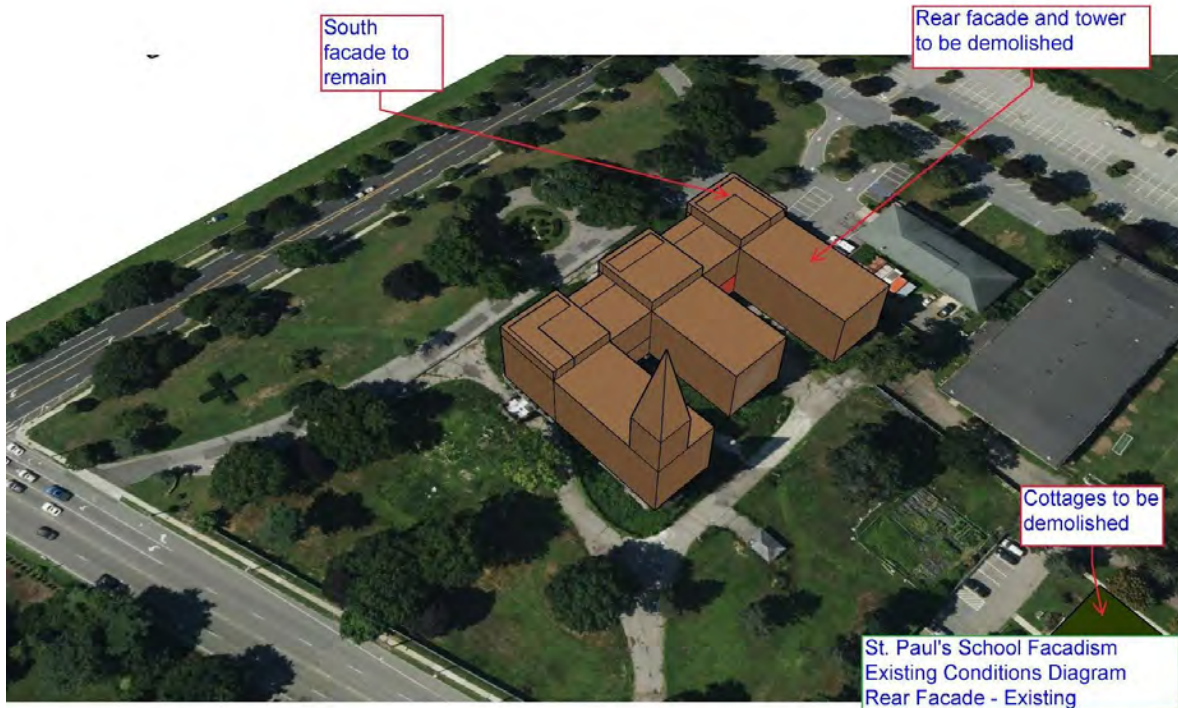 South
facade to
remain
Rear facade and tower
to be demolished
Cottages to be
demolished
St. Paul's School Facadism
Existing Conditions Diagram
Rear Facade - Existing